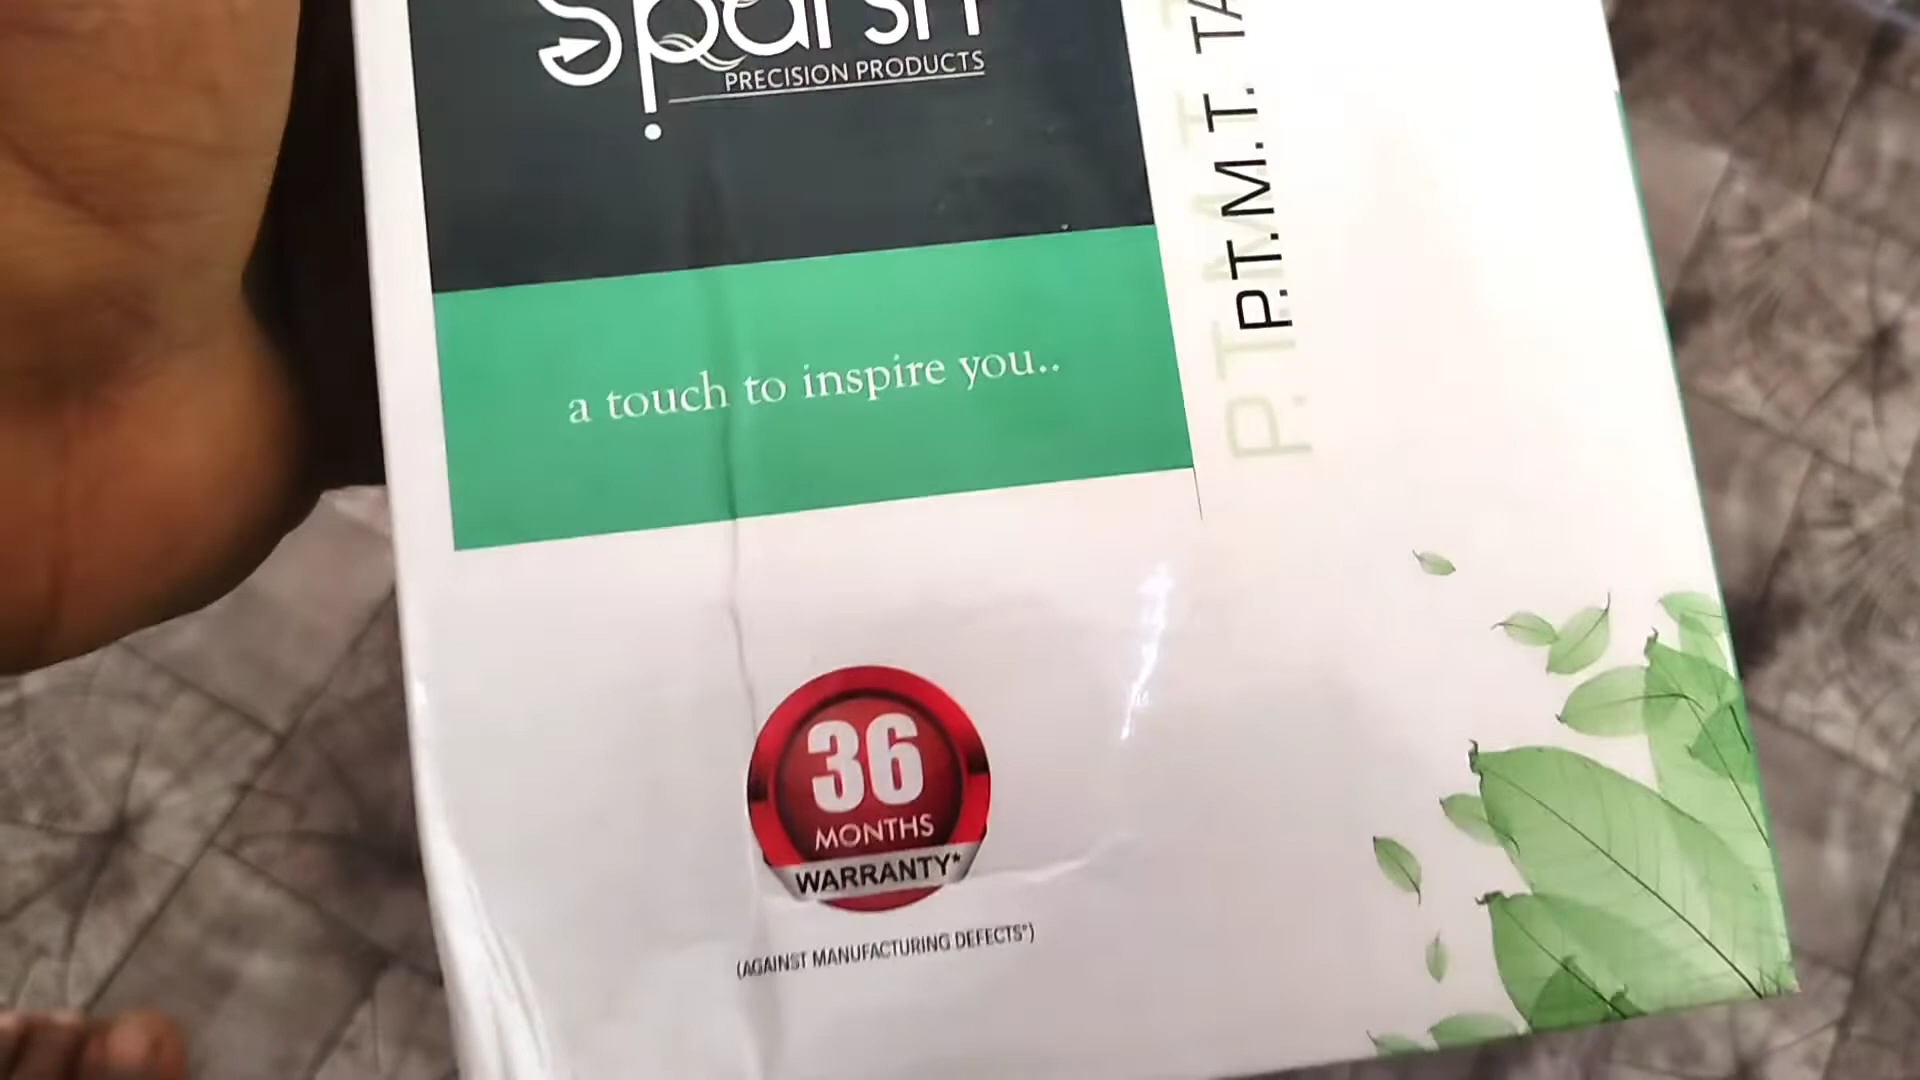 Sparsh
PRECISION PRODUCTS
a touch to inspire you..
P.T.M.T. TA
P.T.M.T
36
MONTHS
WARRANTY*
(AGAINST MANUFACTURING DEFECTS*)